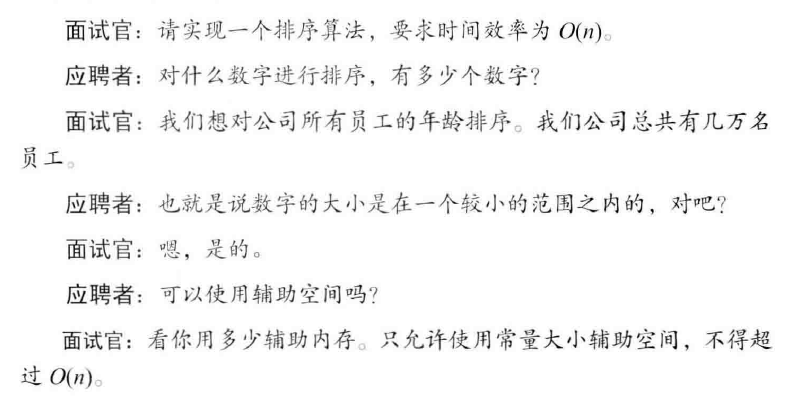 面试官：请实现一个排序算法，要求时间效率为 O(n)。
应聘者：对什么数字进行排序，有多少个数字？
面试官：我们想对公司所有员工的年龄排序。我们公司总共有几万名
员工。
应聘者：也就是说数字的大小是在一个较小的范围之内的，对吧？
面试官：嗯，是的。
应聘者：可以使用辅助空间吗？
面试官：看你用多少辅助内存。只允许使用常量大小辅助空间，不得超
过 O(n)。